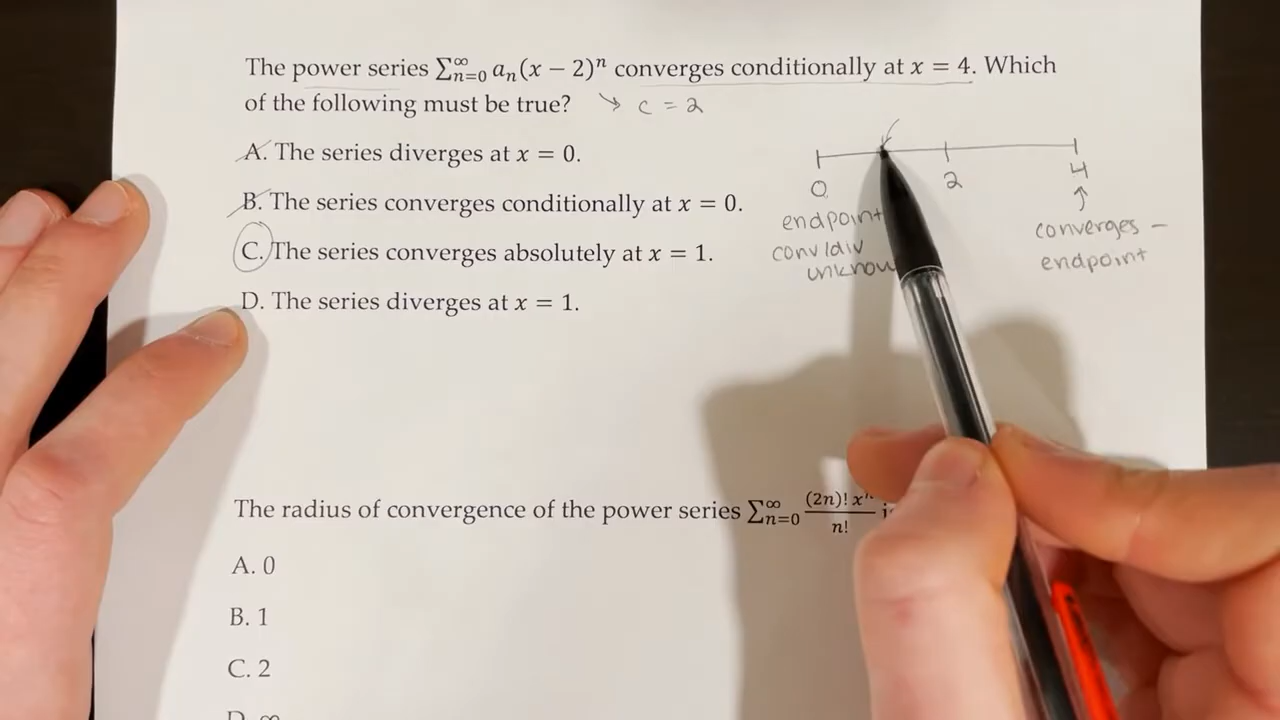 The power series ∑_{n=0}^{∞} aₙ(x − 2)ⁿ converges conditionally at x = 4. Which
of the following must be true? ↘ c = 2
A. The series diverges at x = 0.
B. The series converges conditionally at x = 0.
C. The series converges absolutely at x = 1.
D. The series diverges at x = 1.
0 2 4
endpoint
conv/div
unknow
↑
converges –
endpoint
The radius of convergence of the power series ∑_{n=0}^{∞} (2n)! xⁿ / n!
A. 0
B. 1
C. 2
D. ∞